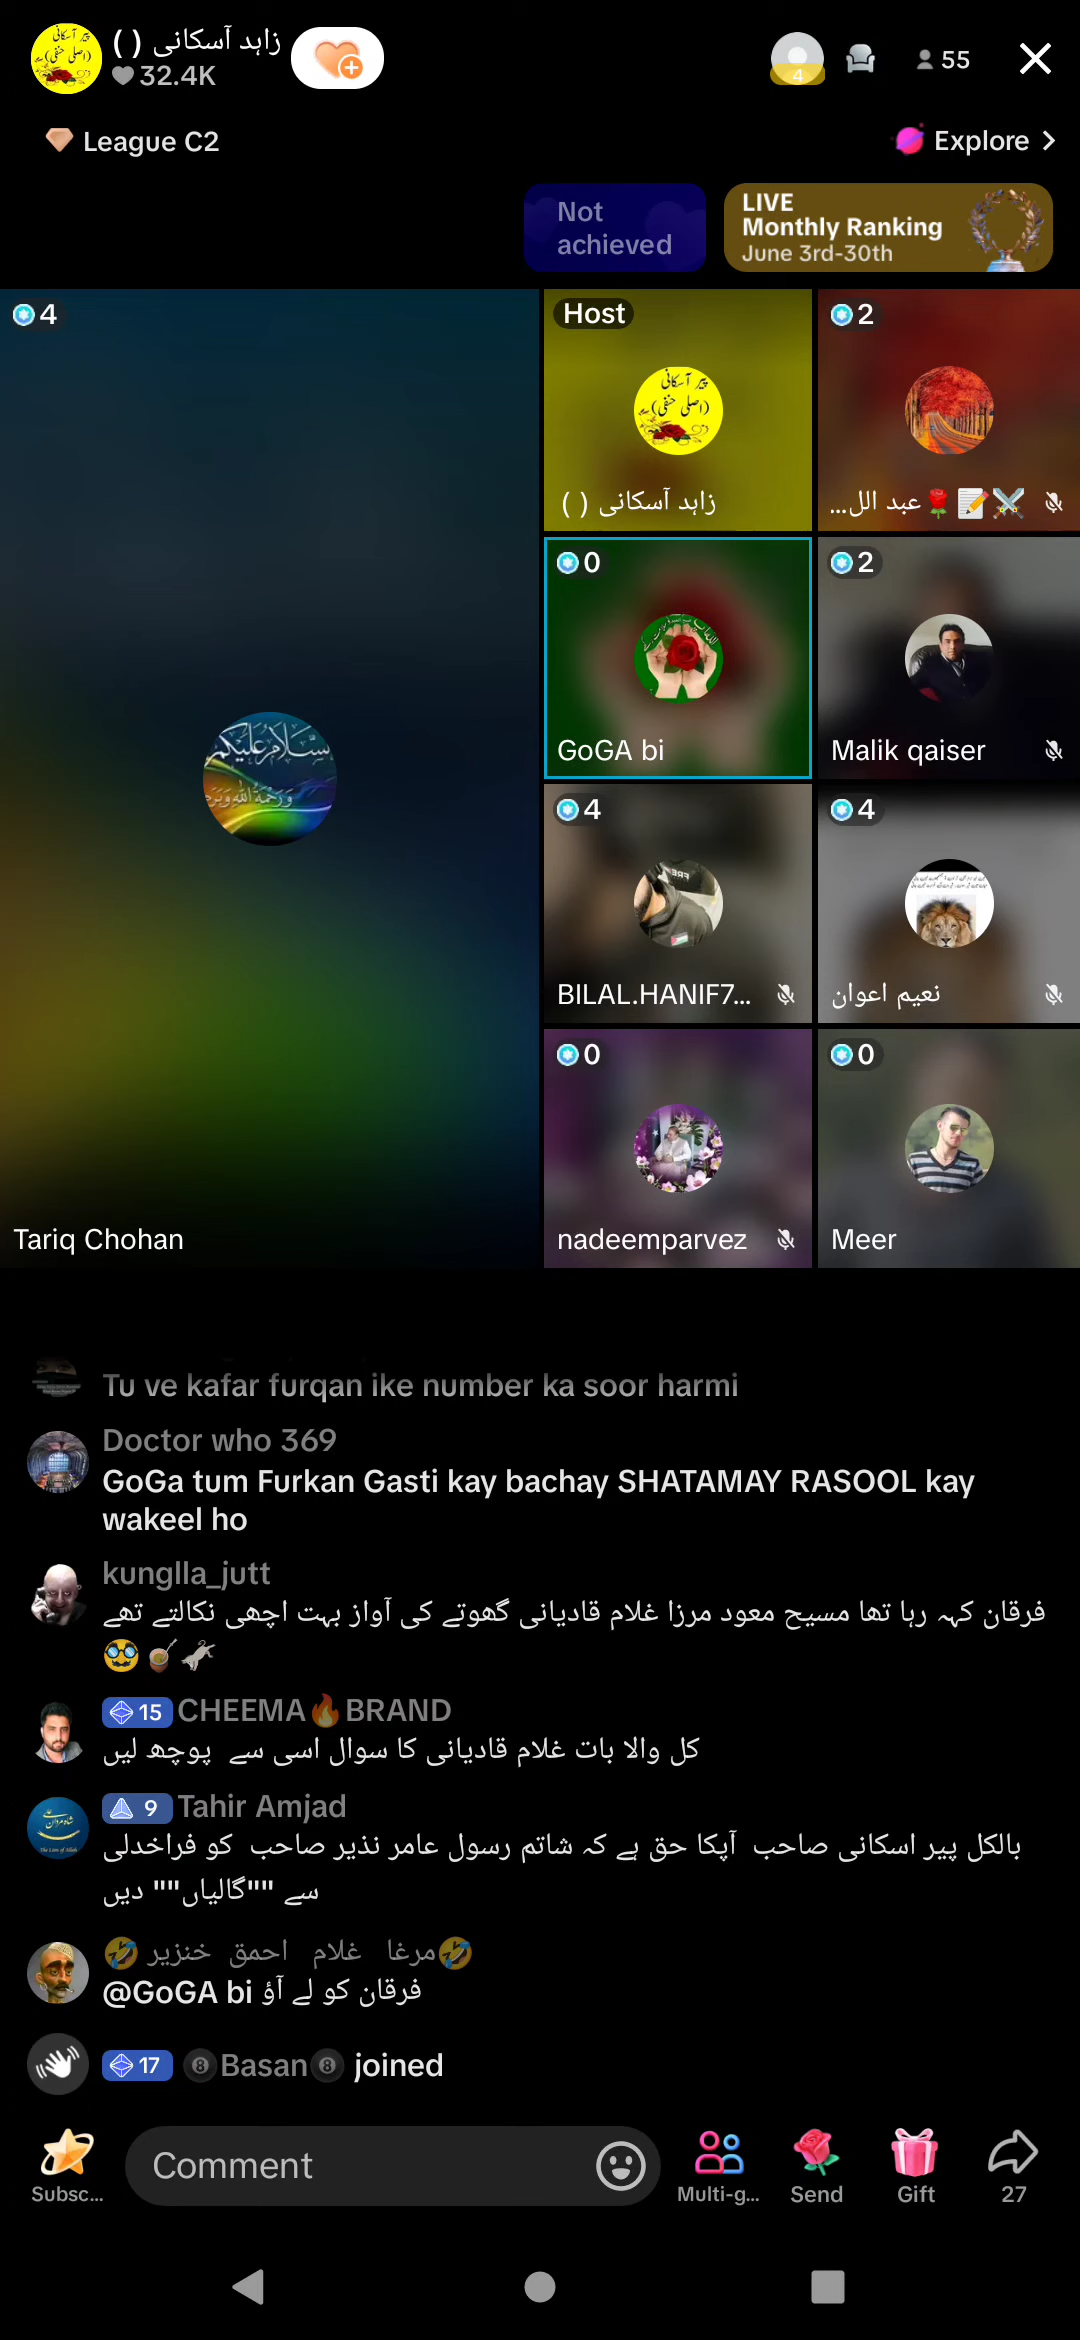 زاہد آسکانی ( )
32.4K
4
55
League C2
Explore
Not
achieved
LIVE
Monthly Ranking
June 3rd-30th
4
Tariq Chohan
Host
پیر آسکانی
(اصلی حنفی)
زاہد آسکانی ( )
2
عبد الل...
0
GoGA bi
2
Malik qaiser
4
BILAL.HANIF7...
4
نعیم اعوان
0
nadeemparvez
0
Meer
Tu ve kafar furqan ike number ka soor harmi
Doctor who 369
GoGa tum Furkan Gasti kay bachay SHATAMAY RASOOL kay
wakeel ho
kunglla_jutt
فرقان کہہ رہا تھا مسیح معود مرزا غلام قادیانی گھوتے کی آواز بہت اچھی نکالتے تھے
🥸🧉🐈
15 CHEEMA🔥BRAND
کل والا بات غلام قادیانی کا سوال اسی سے پوچھ لیں
9 Tahir Amjad
بالکل پیر اسکانی صاحب آپکا حق ہے کہ شاتم رسول عامر نذیر صاحب کو فراخدلی
سے ""گالیاں"" دیں
🤣مرغا غلام احمق خنزیر🤣
@GoGA bi فرقان کو لے آؤ
17 8 Basan 8 joined
Subsc...
Comment
Multi-g...
Send
Gift
27